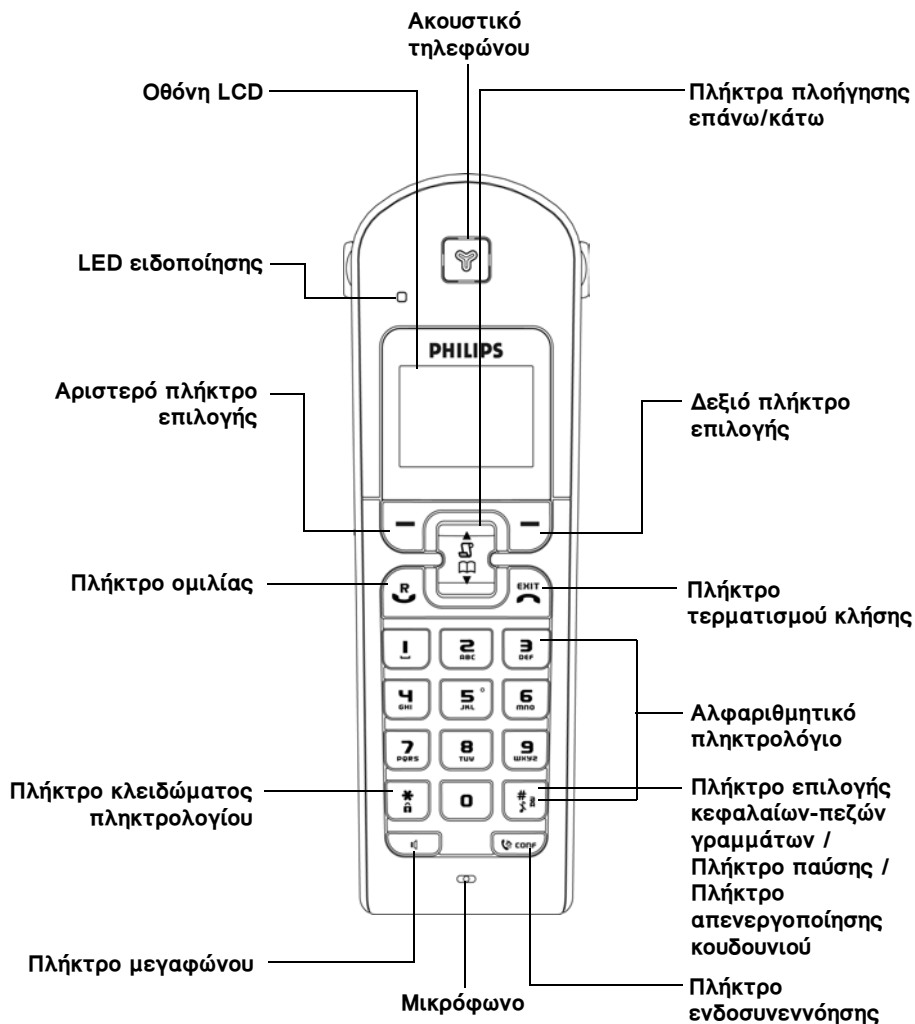 Ακουστικό
τηλεφώνου
Οθόνη LCD
Πλήκτρα πλοήγησης
επάνω/κάτω
LED ειδοποίησης
PHILIPS
Αριστερό πλήκτρο
επιλογής
Δεξιό πλήκτρο
επιλογής
Πλήκτρο ομιλίας
R
EXIT
Πλήκτρο
τερματισμού κλήσης
1
2
ABC
3
DEF
4
GHI
5
JKL
6
MNO
7
PQRS
8
TUV
9
WXYZ
Αλφαριθμητικό
πληκτρολόγιο
Πλήκτρο κλειδώματος
πληκτρολογίου
*
0
#
Πλήκτρο επιλογής
κεφαλαίων-πεζών
γραμμάτων /
Πλήκτρο παύσης /
Πλήκτρο
απενεργοποίησης
κουδουνιού
CONF
Πλήκτρο μεγαφώνου
Μικρόφωνο
Πλήκτρο
ενδοσυνεννόησης